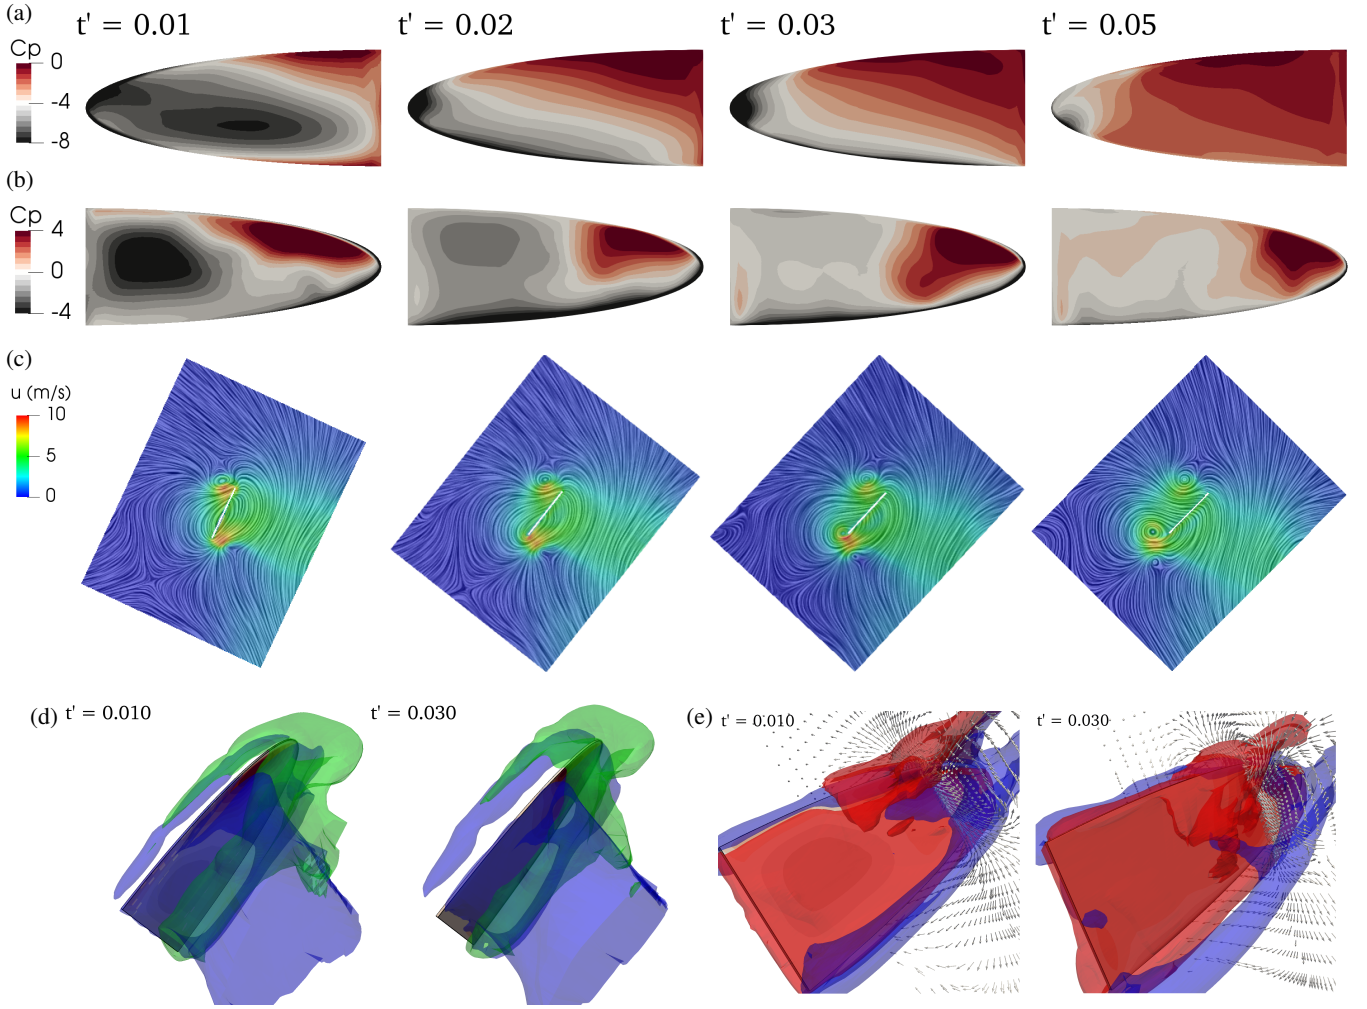 (a)
t' = 0.01
t' = 0.02
t' = 0.03
t' = 0.05
Cp
0
-4
-8
(b)
Cp
4
0
-4
(c)
u (m/s)
10
5
0
(d)
t' = 0.010
t' = 0.030
(e)
t' = 0.010
t' = 0.030